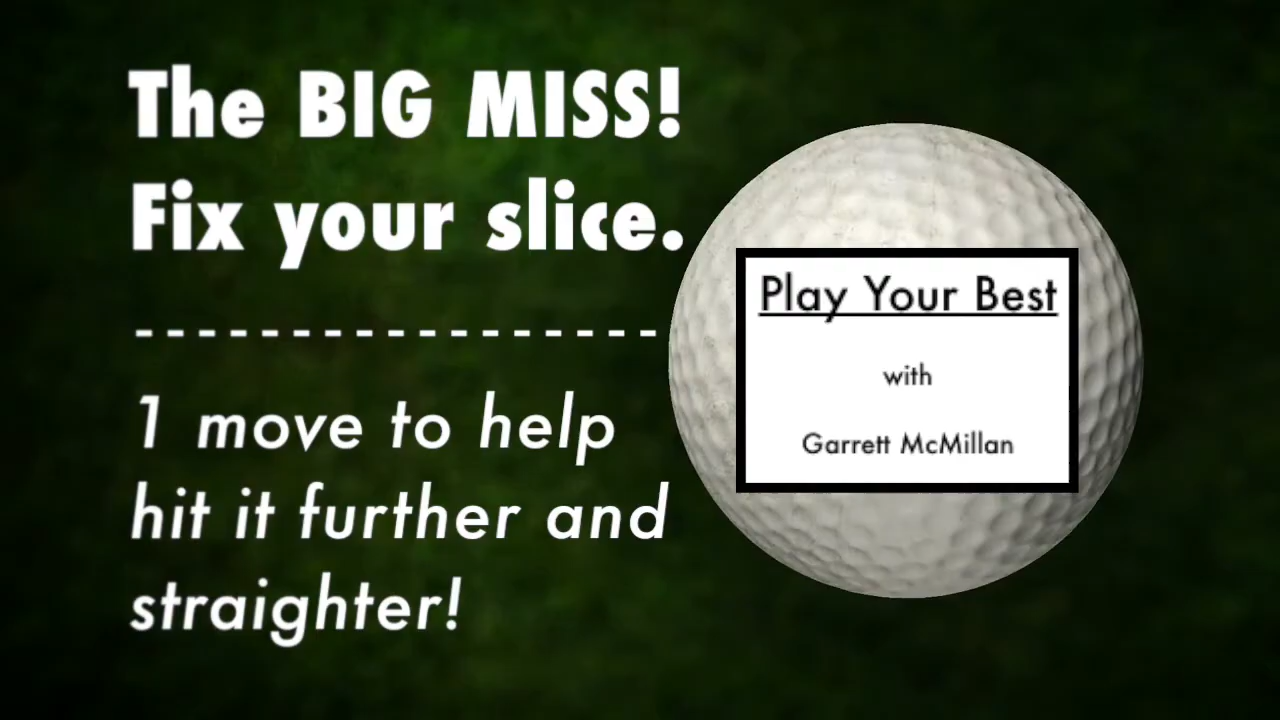 The BIG MISS!
Fix your slice.
-----------------
1 move to help
hit it further and
straighter!
Play Your Best
with
Garrett McMillan